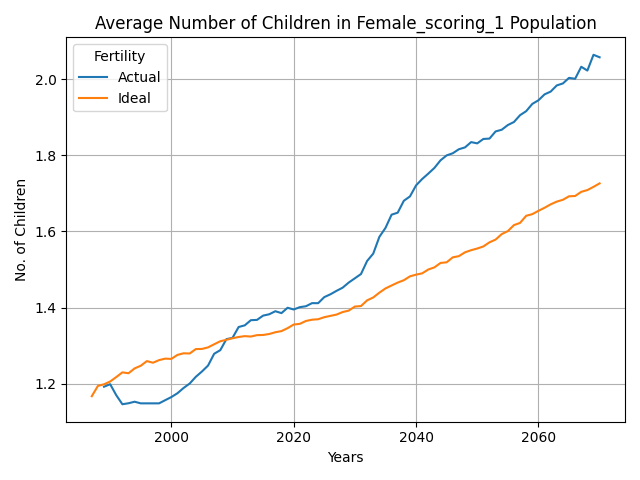 Average Number of Children in Female_scoring_1 Population
Fertility
Actual
Ideal
2.0
1.8
1.6
1.4
1.2
No. of Children
2000
2020
2040
2060
Years